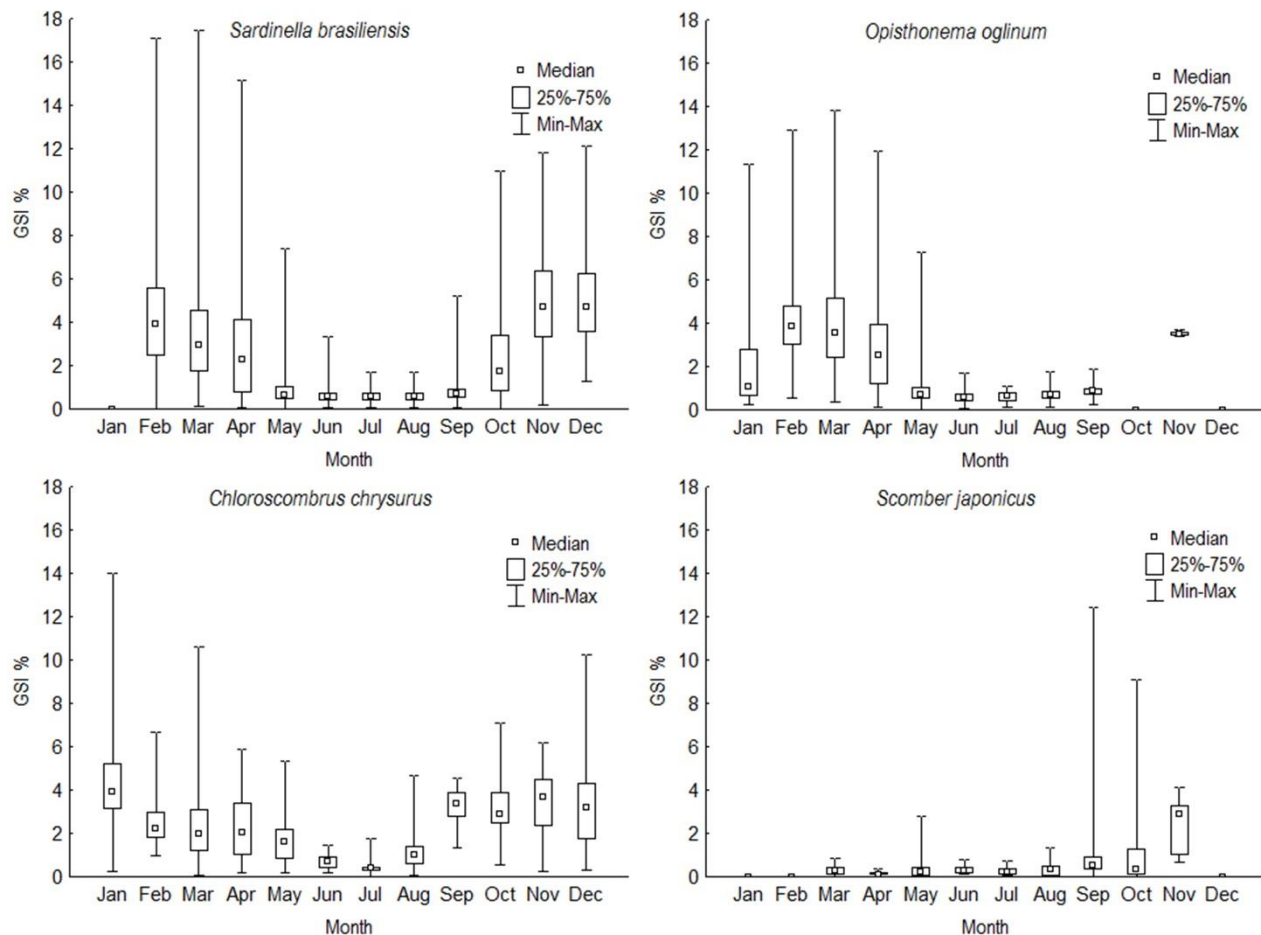 Sardinella brasiliensis
Median
25%-75%
Min-Max
GSI %
18
16
14
12
10
8
6
4
2
0
Jan Feb Mar Apr May Jun Jul Aug Sep Oct Nov Dec
Month
Opisthonema oglinum
Median
25%-75%
Min-Max
GSI %
18
16
14
12
10
8
6
4
2
0
Jan Feb Mar Apr May Jun Jul Aug Sep Oct Nov Dec
Month
Chloroscombrus chrysurus
Median
25%-75%
Min-Max
GSI %
18
16
14
12
10
8
6
4
2
0
Jan Feb Mar Apr May Jun Jul Aug Sep Oct Nov Dec
Month
Scomber japonicus
Median
25%-75%
Min-Max
GSI %
18
16
14
12
10
8
6
4
2
0
Jan Feb Mar Apr May Jun Jul Aug Sep Oct Nov Dec
Month